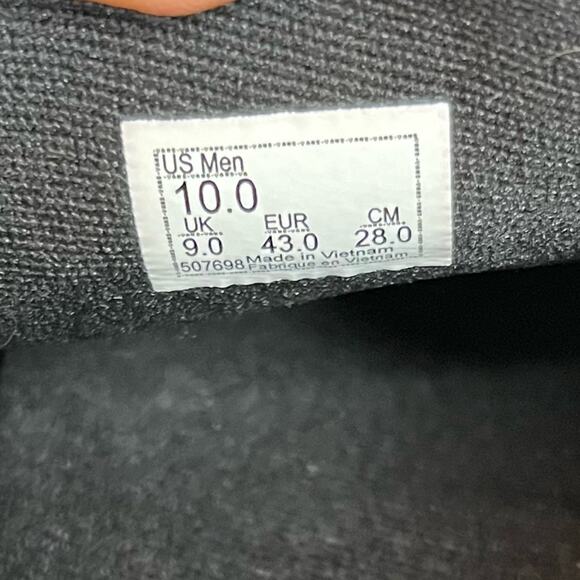 US Men
10.0
UK EUR CM
9.0 43.0 28.0
507698 Made in Vietnam
Fabriqué en Vietnam